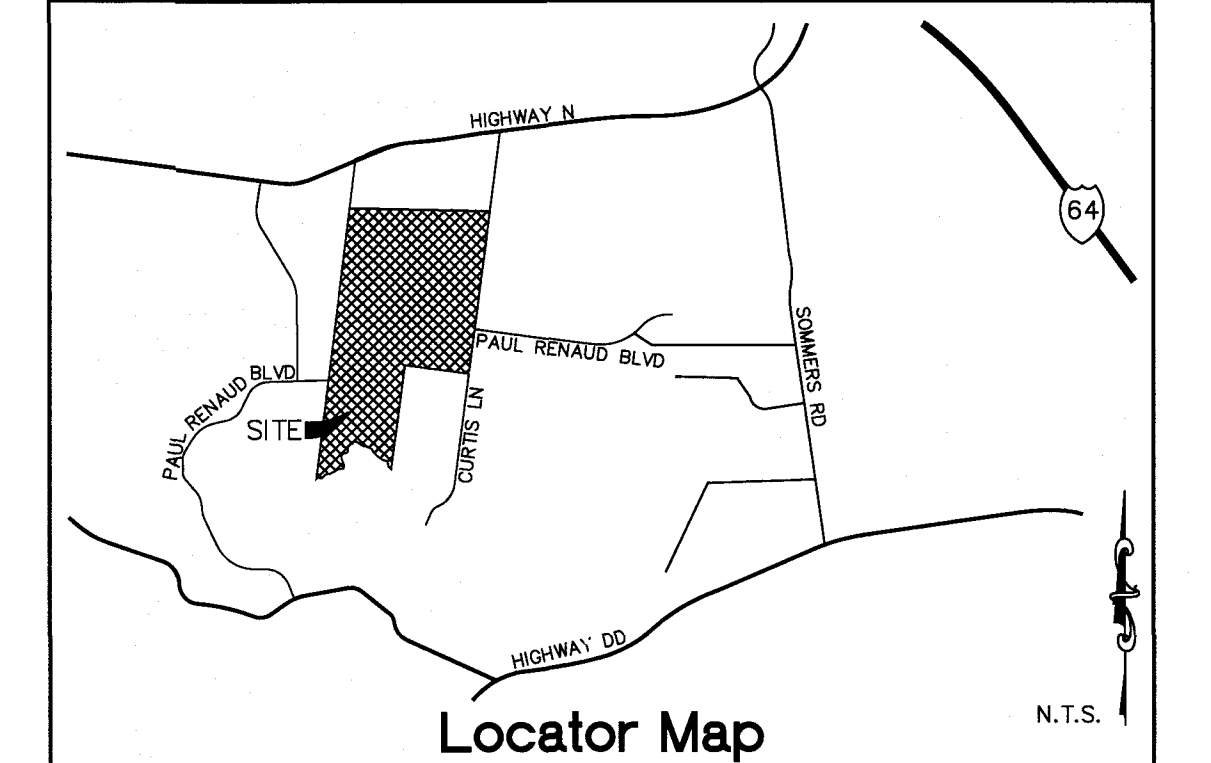 HIGHWAY N
64
SOMMERS RD
PAUL RENAUD BLVD
PAUL RENAUD BLVD
SITE
CURTIS LN
HIGHWAY DD
N.T.S.
Locator Map